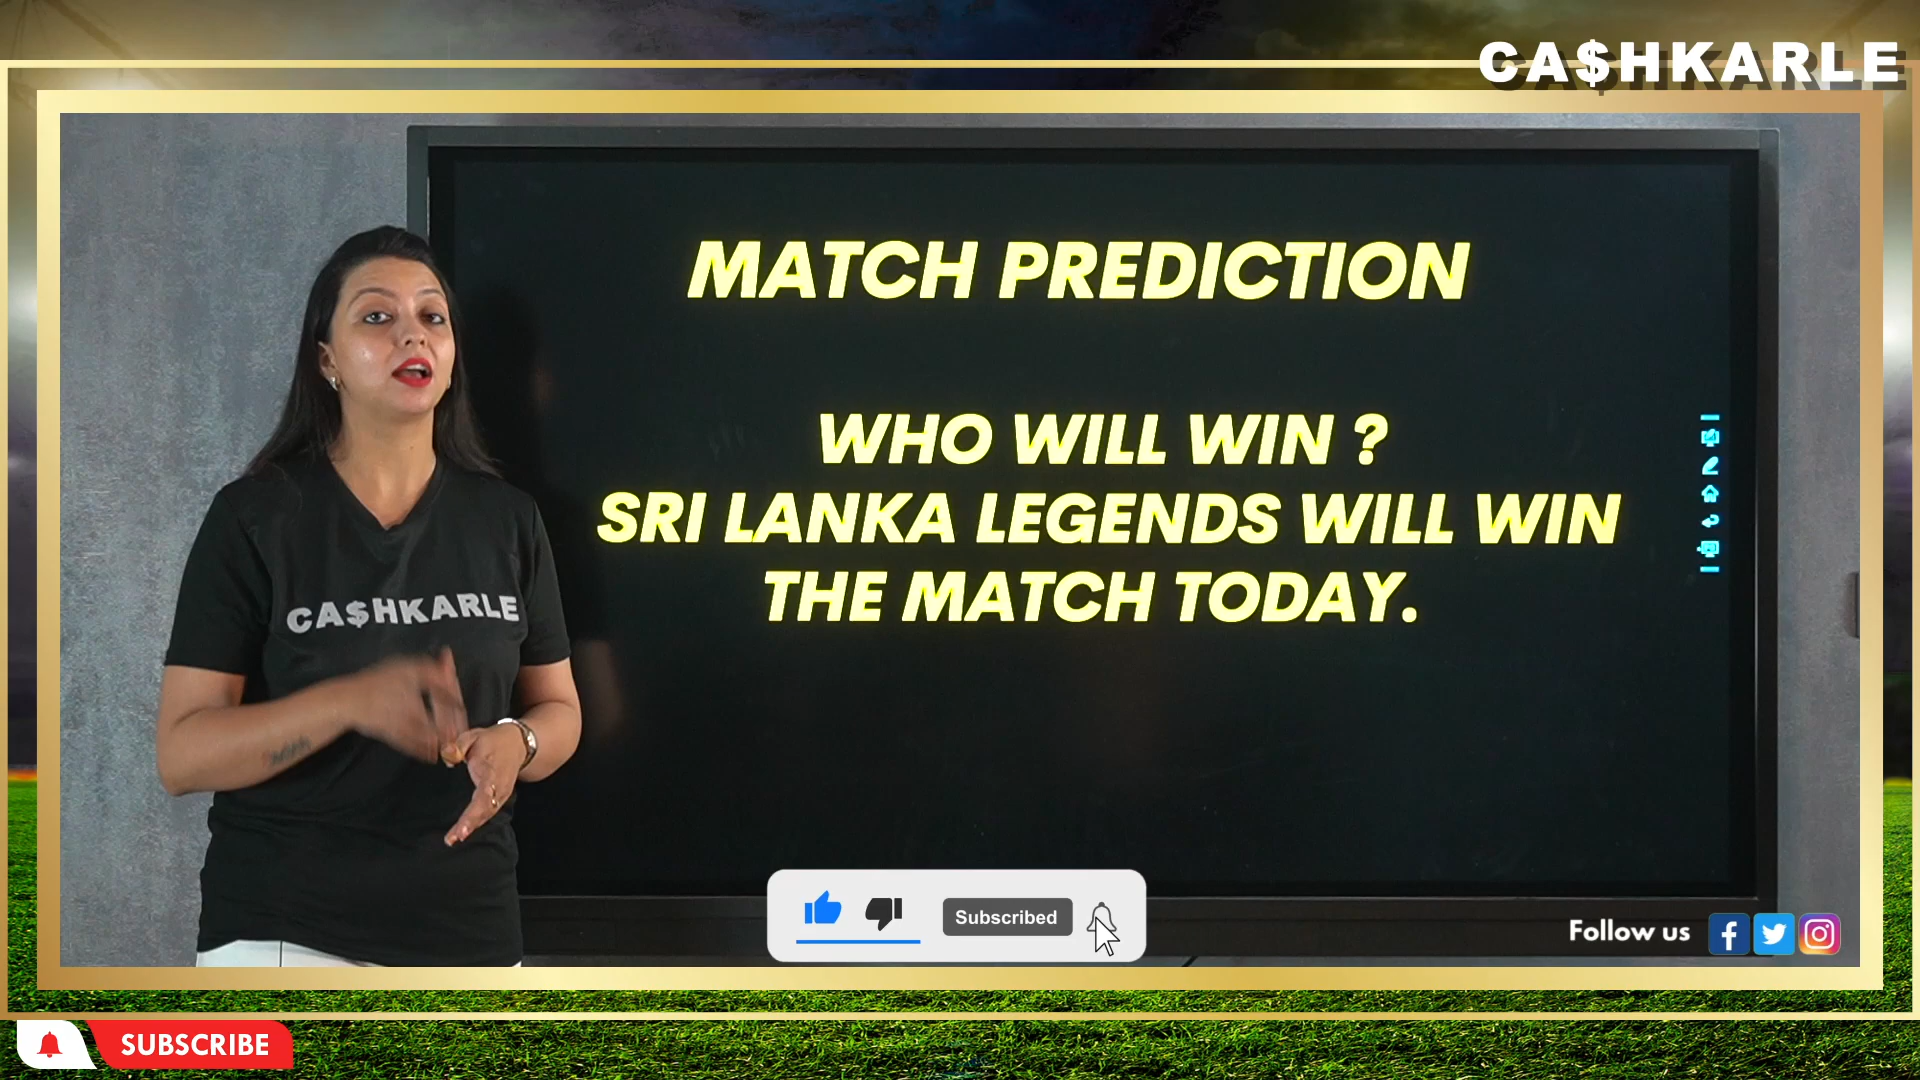 CA$HKARLE
MATCH PREDICTION
WHO WILL WIN ?
SRI LANKA LEGENDS WILL WIN
THE MATCH TODAY.
CA$HKARLE
Subscribed
Follow us
SUBSCRIBE